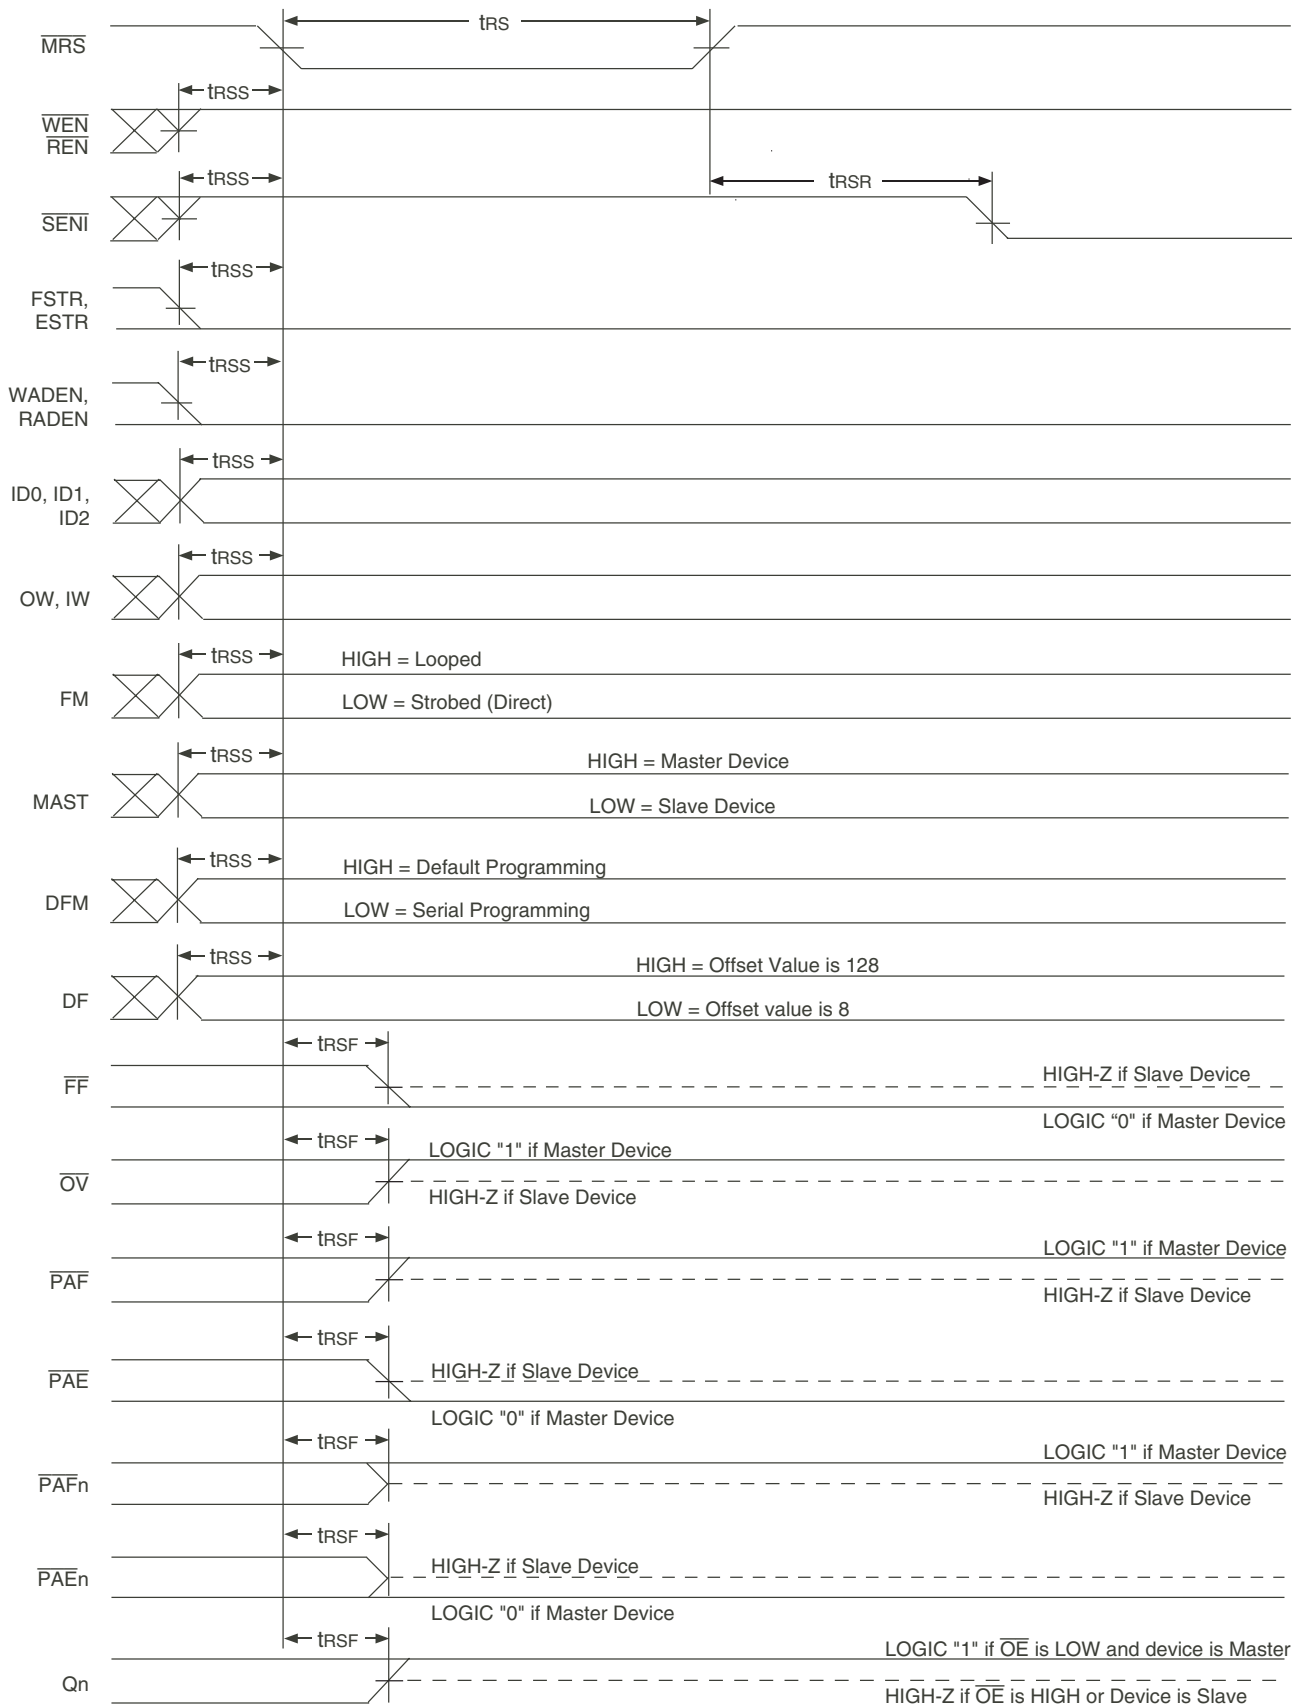 tRS
MRS
tRSS
WEN
REN
tRSS
tRSR
SENI
tRSS
FSTR,
ESTR
tRSS
WADEN,
RADEN
tRSS
ID0, ID1,
ID2
tRSS
OW, IW
tRSS
HIGH = Looped
FM
LOW = Strobed (Direct)
tRSS
HIGH = Master Device
MAST
LOW = Slave Device
tRSS
HIGH = Default Programming
DFM
LOW = Serial Programming
tRSS
HIGH = Offset Value is 128
DF
LOW = Offset value is 8
tRSF
FF
HIGH-Z if Slave Device
LOGIC “0" if Master Device
tRSF
LOGIC "1" if Master Device
OV
HIGH-Z if Slave Device
tRSF
LOGIC "1" if Master Device
PAF
HIGH-Z if Slave Device
tRSF
HIGH-Z if Slave Device
PAE
LOGIC "0" if Master Device
tRSF
LOGIC "1" if Master Device
PAFn
HIGH-Z if Slave Device
tRSF
HIGH-Z if Slave Device
PAEn
LOGIC "0" if Master Device
tRSF
LOGIC "1" if OE is LOW and device is Master
Qn
HIGH-Z if OE is HIGH or Device is Slave